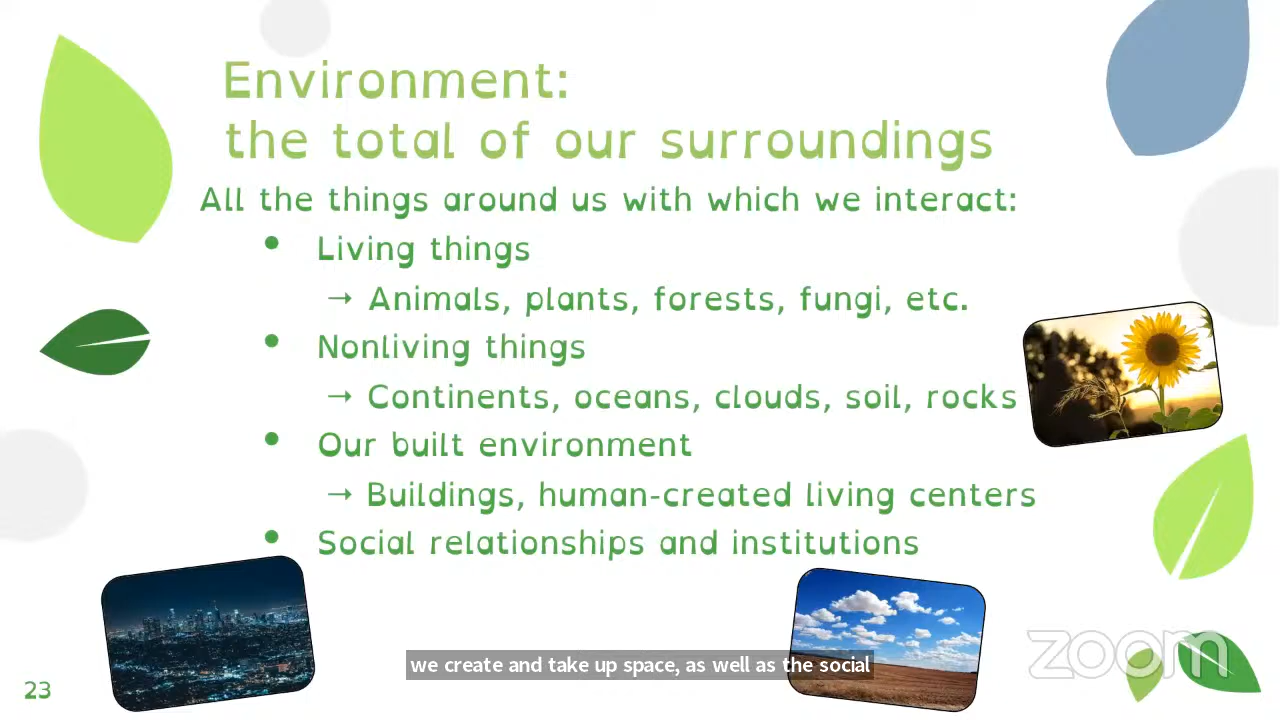 Environment:
the total of our surroundings
All the things around us with which we interact:
• Living things
→ Animals, plants, forests, fungi, etc.
• Nonliving things
→ Continents, oceans, clouds, soil, rocks
• Our built environment
→ Buildings, human-created living centers
• Social relationships and institutions
we create and take up space, as well as the social
zoom
23